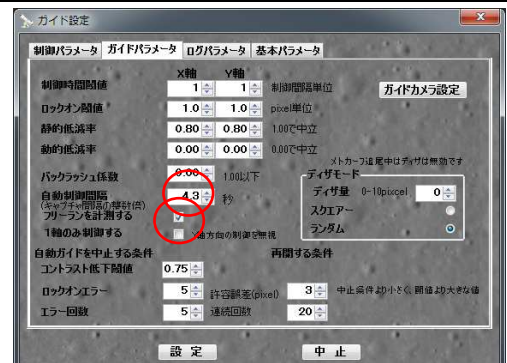 ガイド設定
制御パラメータ ガイドパラメータ ログパラメータ 基本パラメータ
X軸 Y軸
制御時間閾値 1 1 制御間隔単位 ガイドカメラ設定
ロックオン閾値 1.0 1.0 pixel単位
静的低減率 0.80 0.80 1.00で中立
動的低減率 0.00 0.00 0.00で中立
メトカーフ追尾中はディザは無効です
バックラッシュ係数 0.00 1.00以下 ディザモード
自動制御間隔 4.3 秒 ディザ量 0-10pixcel 0
(キャプチャ間隔の整数倍)
フリーランを計測する スクエアー
1軸のみ制御する Y軸方向の制御を無視 ランダム
自動ガイドを中止する条件 再開する条件
コントラスト低下閾値 0.75
ロックオンエラー 5 許容誤差(pixel) 3 中止条件より小さく閾値より大きな値
エラー回数 5 連続回数 20
設 定 中 止